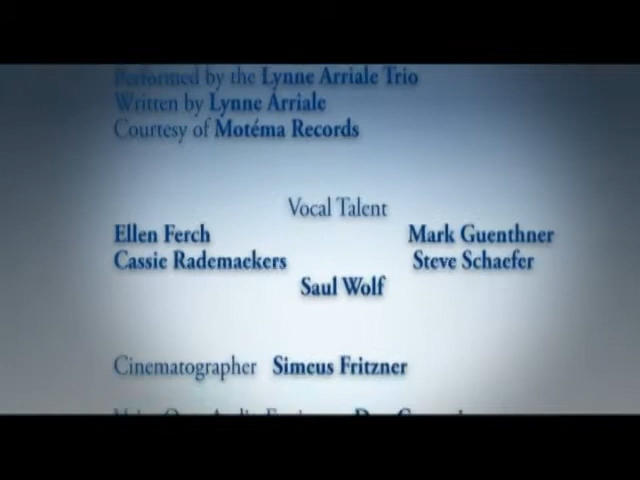 Performed by the Lynne Arriale Trio
Written by Lynne Arriale
Courtesy of Motéma Records
Vocal Talent
Ellen Ferch Mark Guenthner
Cassie Rademaekers Steve Schaefer
Saul Wolf
Cinematographer Simeus Fritzner